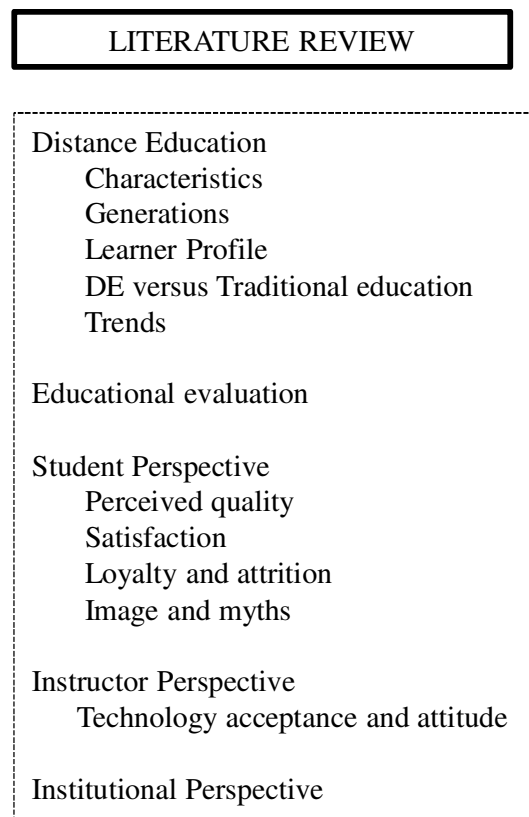 LITERATURE REVIEW
Distance Education
Characteristics
Generations
Learner Profile
DE versus Traditional education
Trends
Educational evaluation
Student Perspective
Perceived quality
Satisfaction
Loyalty and attrition
Image and myths
Instructor Perspective
Technology acceptance and attitude
Institutional Perspective